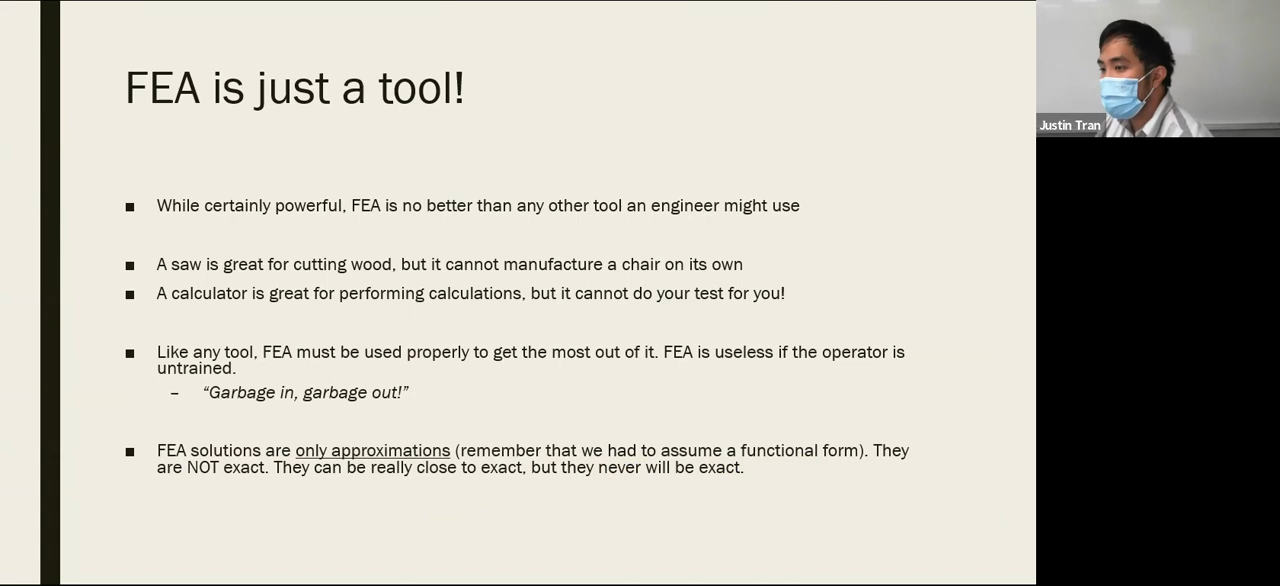 FEA is just a tool!
■ While certainly powerful, FEA is no better than any other tool an engineer might use
■ A saw is great for cutting wood, but it cannot manufacture a chair on its own
■ A calculator is great for performing calculations, but it cannot do your test for you!
■ Like any tool, FEA must be used properly to get the most out of it. FEA is useless if the operator is
untrained.
– “Garbage in, garbage out!”
■ FEA solutions are only approximations (remember that we had to assume a functional form). They
are NOT exact. They can be really close to exact, but they never will be exact.
Justin Tran